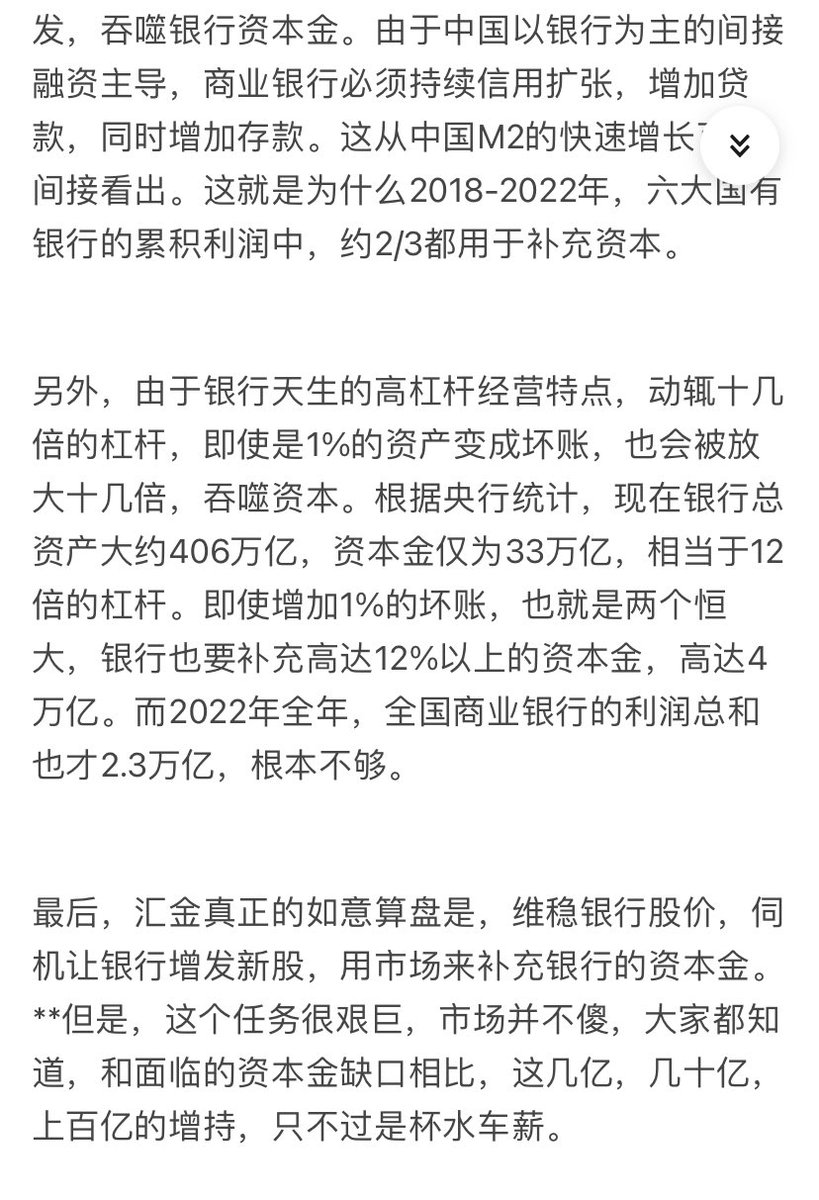 发，吞噬银行资本金。由于中国以银行为主的间接
融资主导，商业银行必须持续信用扩张，增加贷
款，同时增加存款。这从中国M2的快速增长
间接看出。这就是为什么2018-2022年，六大国有
银行的累积利润中，约2/3都用于补充资本。
另外，由于银行天生的高杠杆经营特点，动辄十几
倍的杠杆，即使是1%的资产变成坏账，也会被放
大十几倍，吞噬资本。根据央行统计，现在银行总
资产大约406万亿，资本金仅为33万亿，相当于12
倍的杠杆。即使增加1%的坏账，也就是两个恒
大，银行也要补充高达12%以上的资本金，高达4
万亿。而2022年全年，全国商业银行的利润总和
也才2.3万亿，根本不够。
最后，汇金真正的如意算盘是，维稳银行股价，伺
机让银行增发新股，用市场来补充银行的资本金。
**但是，这个任务很艰巨，市场并不傻，大家都知
道，和面临的资本金缺口相比，这几亿，几十亿，
上百亿的增持，只不过是杯水车薪。